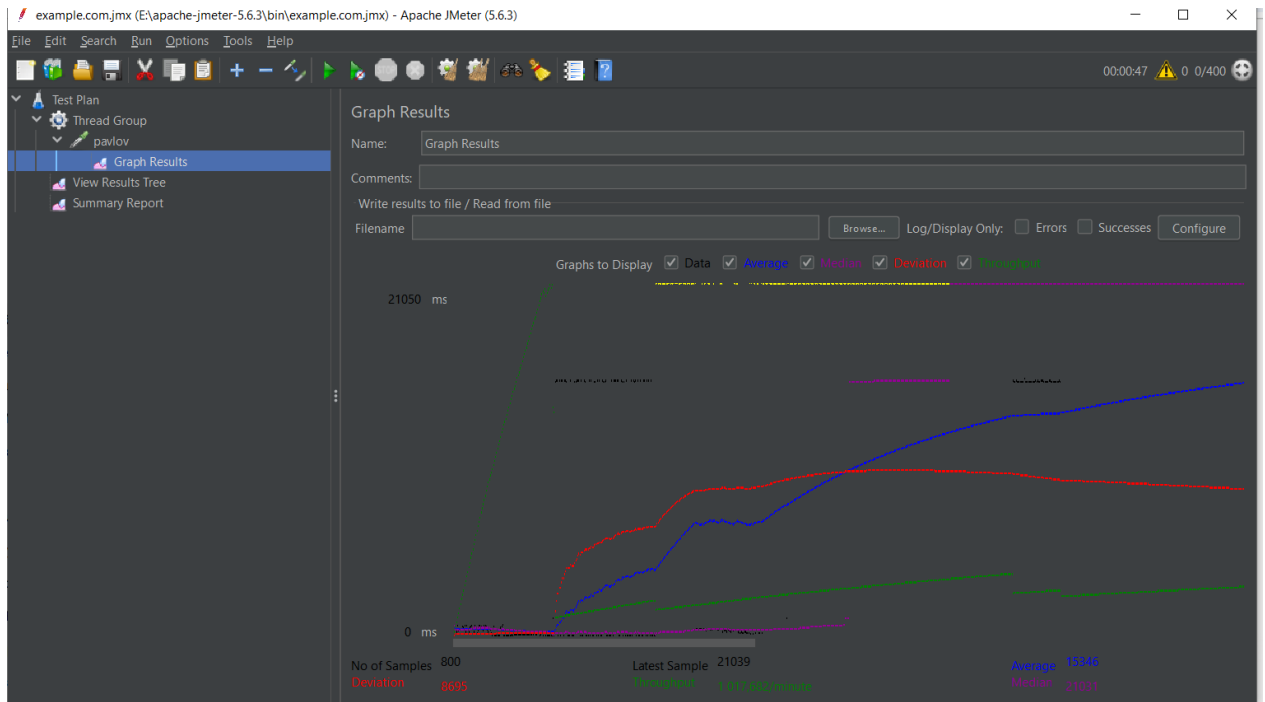 example.com.jmx (E:\apache-jmeter-5.6.3\bin\example.com.jmx) - Apache JMeter (5.6.3)
File Edit Search Run Options Tools Help
STOP 00:00:47 0 0/400
Test Plan
Thread Group
pavlov
Graph Results
View Results Tree
Summary Report
Graph Results
Name: Graph Results
Comments:
Write results to file / Read from file
Filename Browse... Log/Display Only: Errors Successes Configure
Graphs to Display Data Average Median Deviation Throughput
21050 ms
0 ms
No of Samples 800 Latest Sample 21039 Average 15346
Deviation 8695 Throughput 1 017.682/minute Median 21031